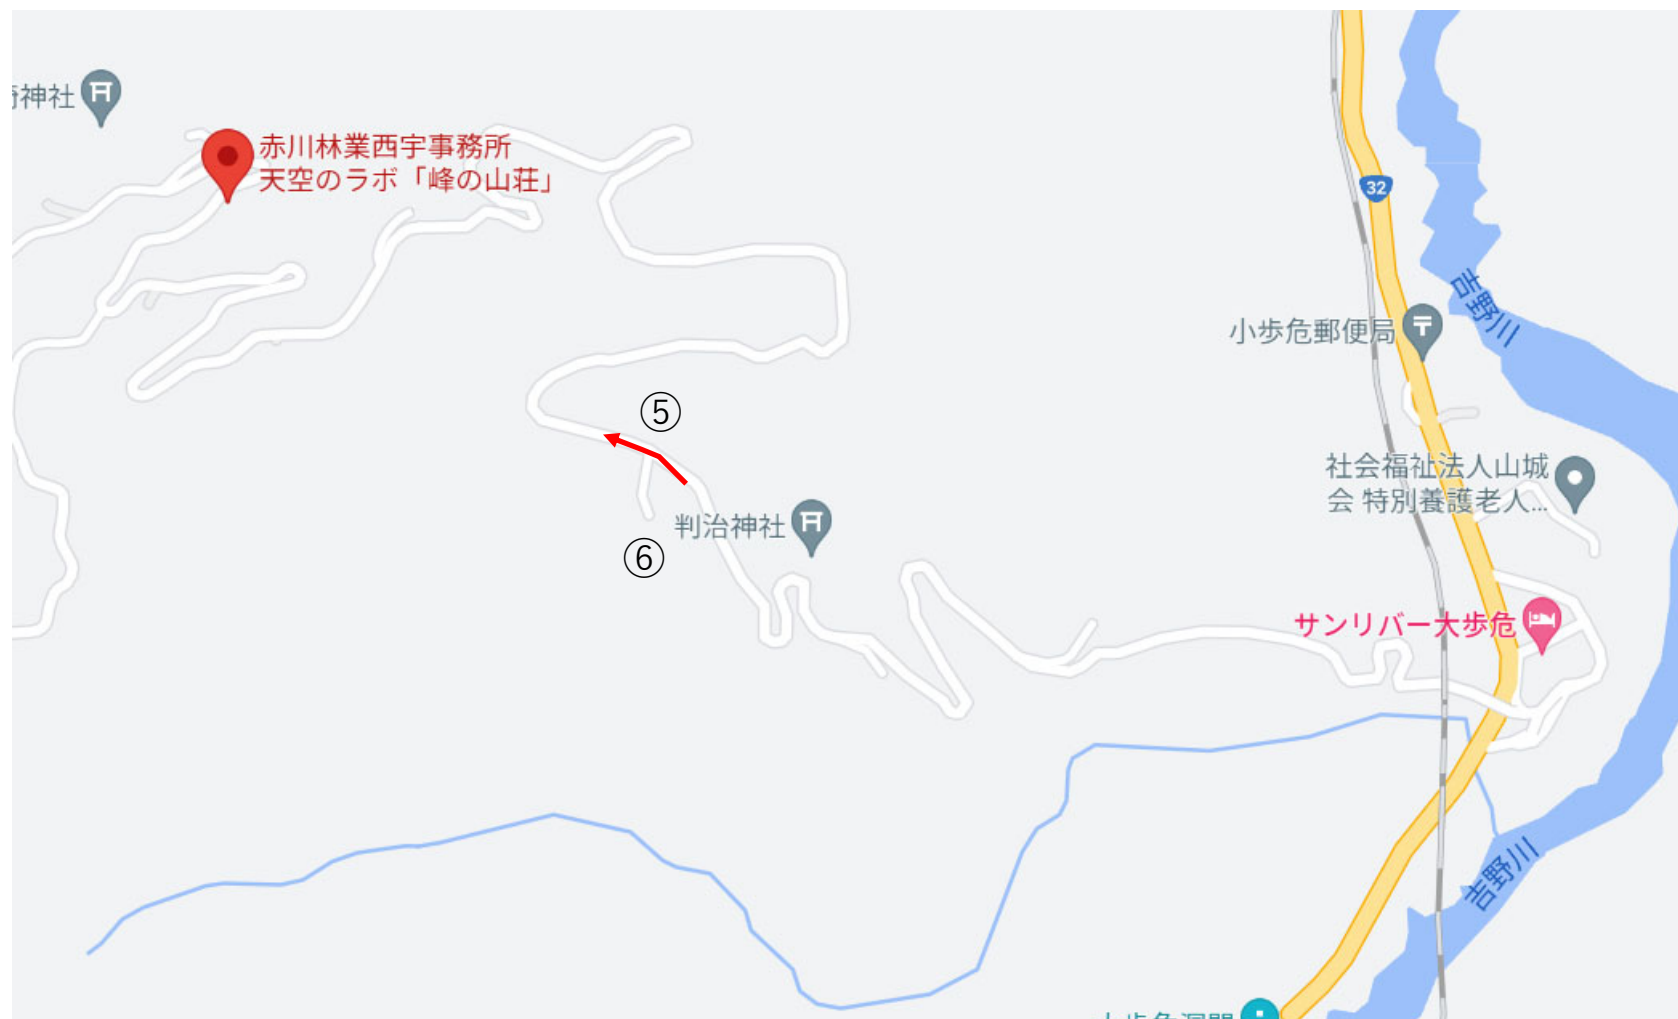 神社
赤川林業西宇事務所
天空のラボ「峰の山荘」
32
吉野川
小歩危郵便局
⑤
社会福祉法人山城
会 特別養護老人...
判治神社
⑥
サンリバー大歩危
吉野川